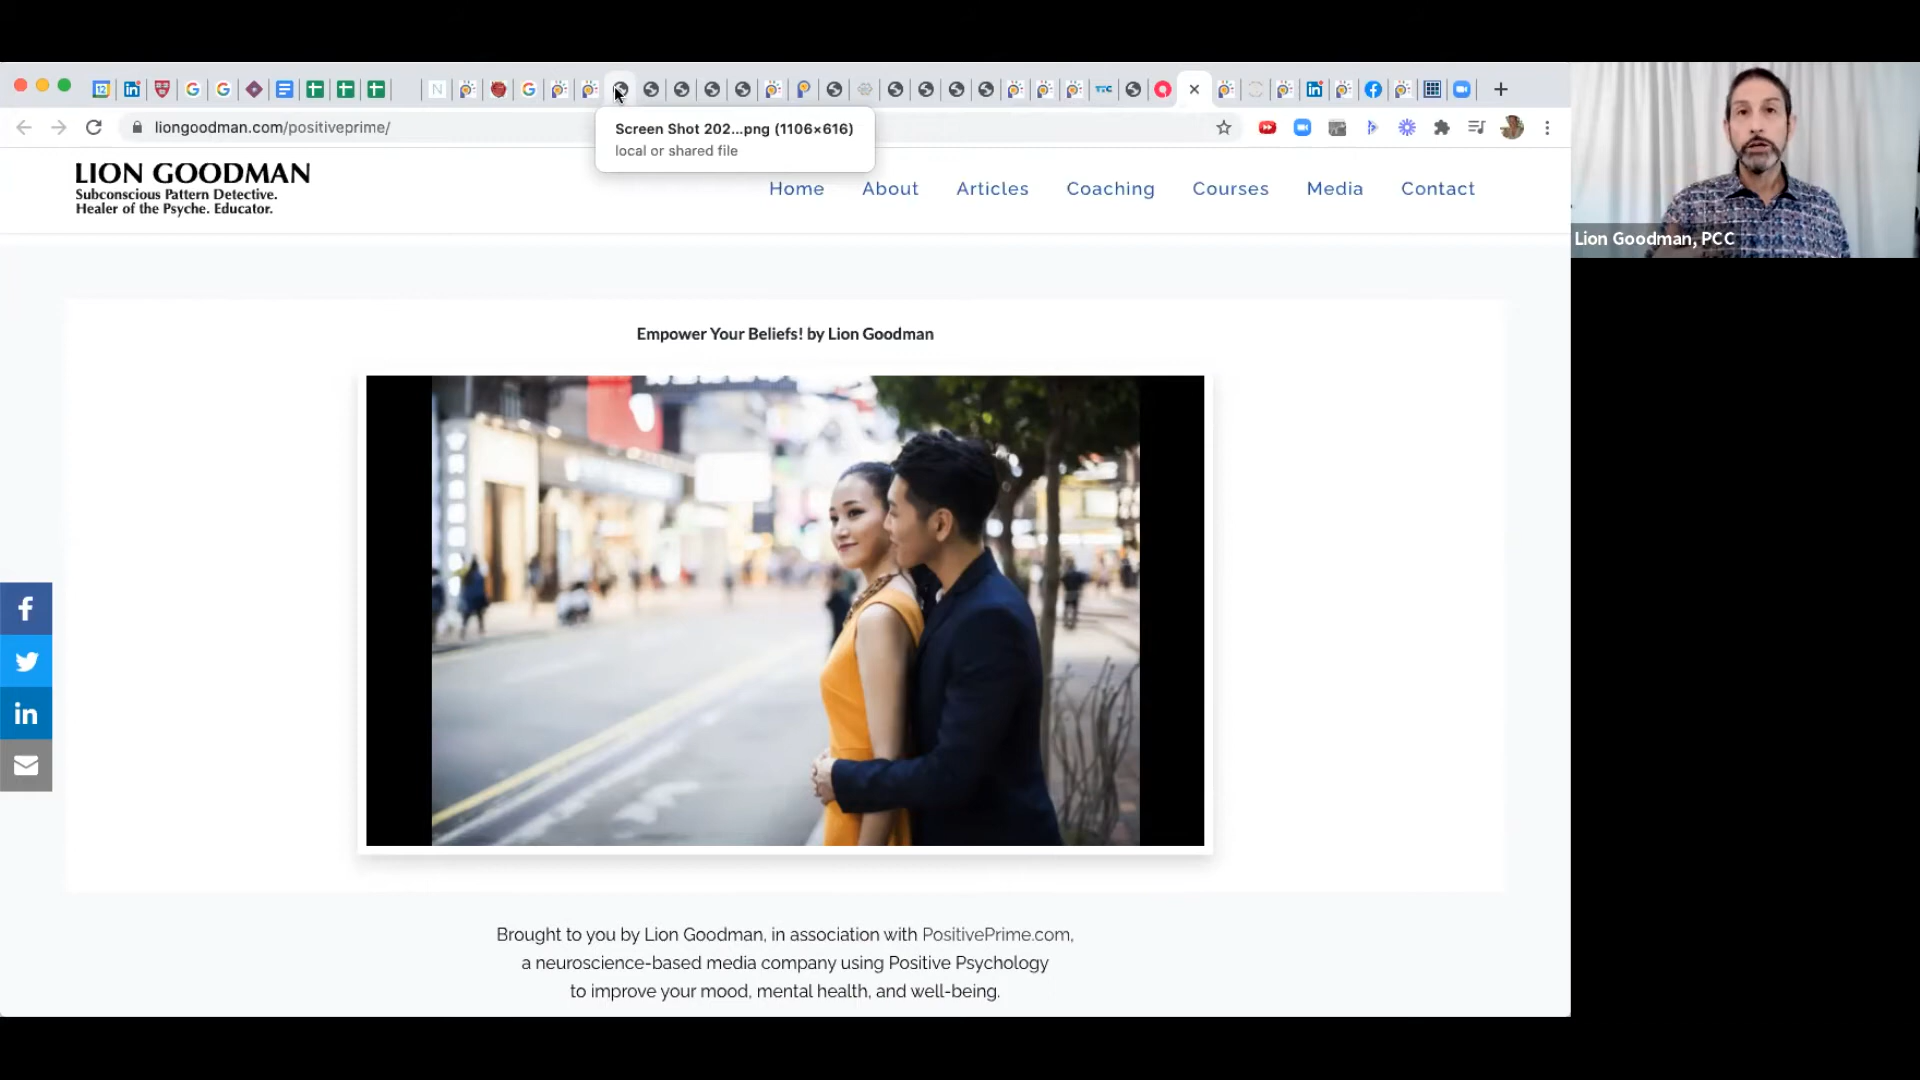 Screen Shot 202...png (1106×616)
local or shared file
liongoodman.com/positiveprime/
LION GOODMAN
Subconscious Pattern Detective.
Healer of the Psyche. Educator.
Home
About
Articles
Coaching
Courses
Media
Contact
Lion Goodman, PCC
Empower Your Beliefs! by Lion Goodman
Brought to you by Lion Goodman, in association with PositivePrime.com,
a neuroscience-based media company using Positive Psychology
to improve your mood, mental health, and well-being.